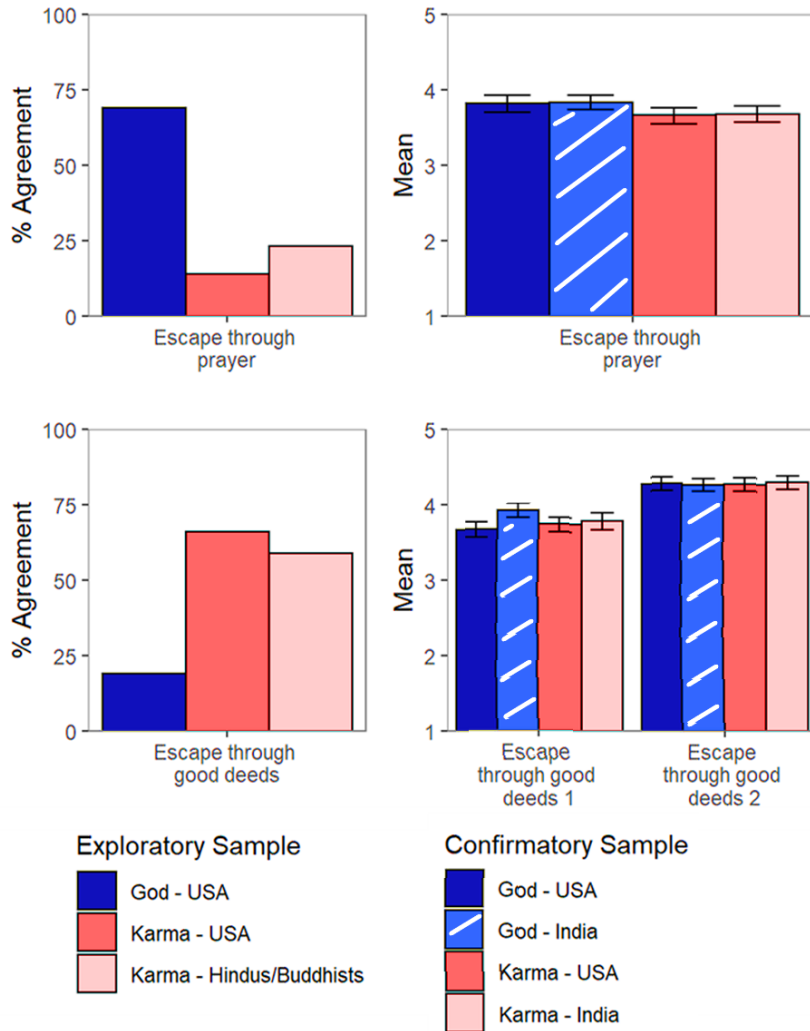 100
75
50
25
0
% Agreement
Escape through
prayer
5
4
3
2
1
Mean
Escape through
prayer
100
75
50
25
0
% Agreement
Escape through
good deeds
5
4
3
2
1
Mean
Escape
through good
deeds 1
Escape
through good
deeds 2
Exploratory Sample
God - USA
Karma - USA
Karma - Hindus/Buddhists
Confirmatory Sample
God - USA
God - India
Karma - USA
Karma - India